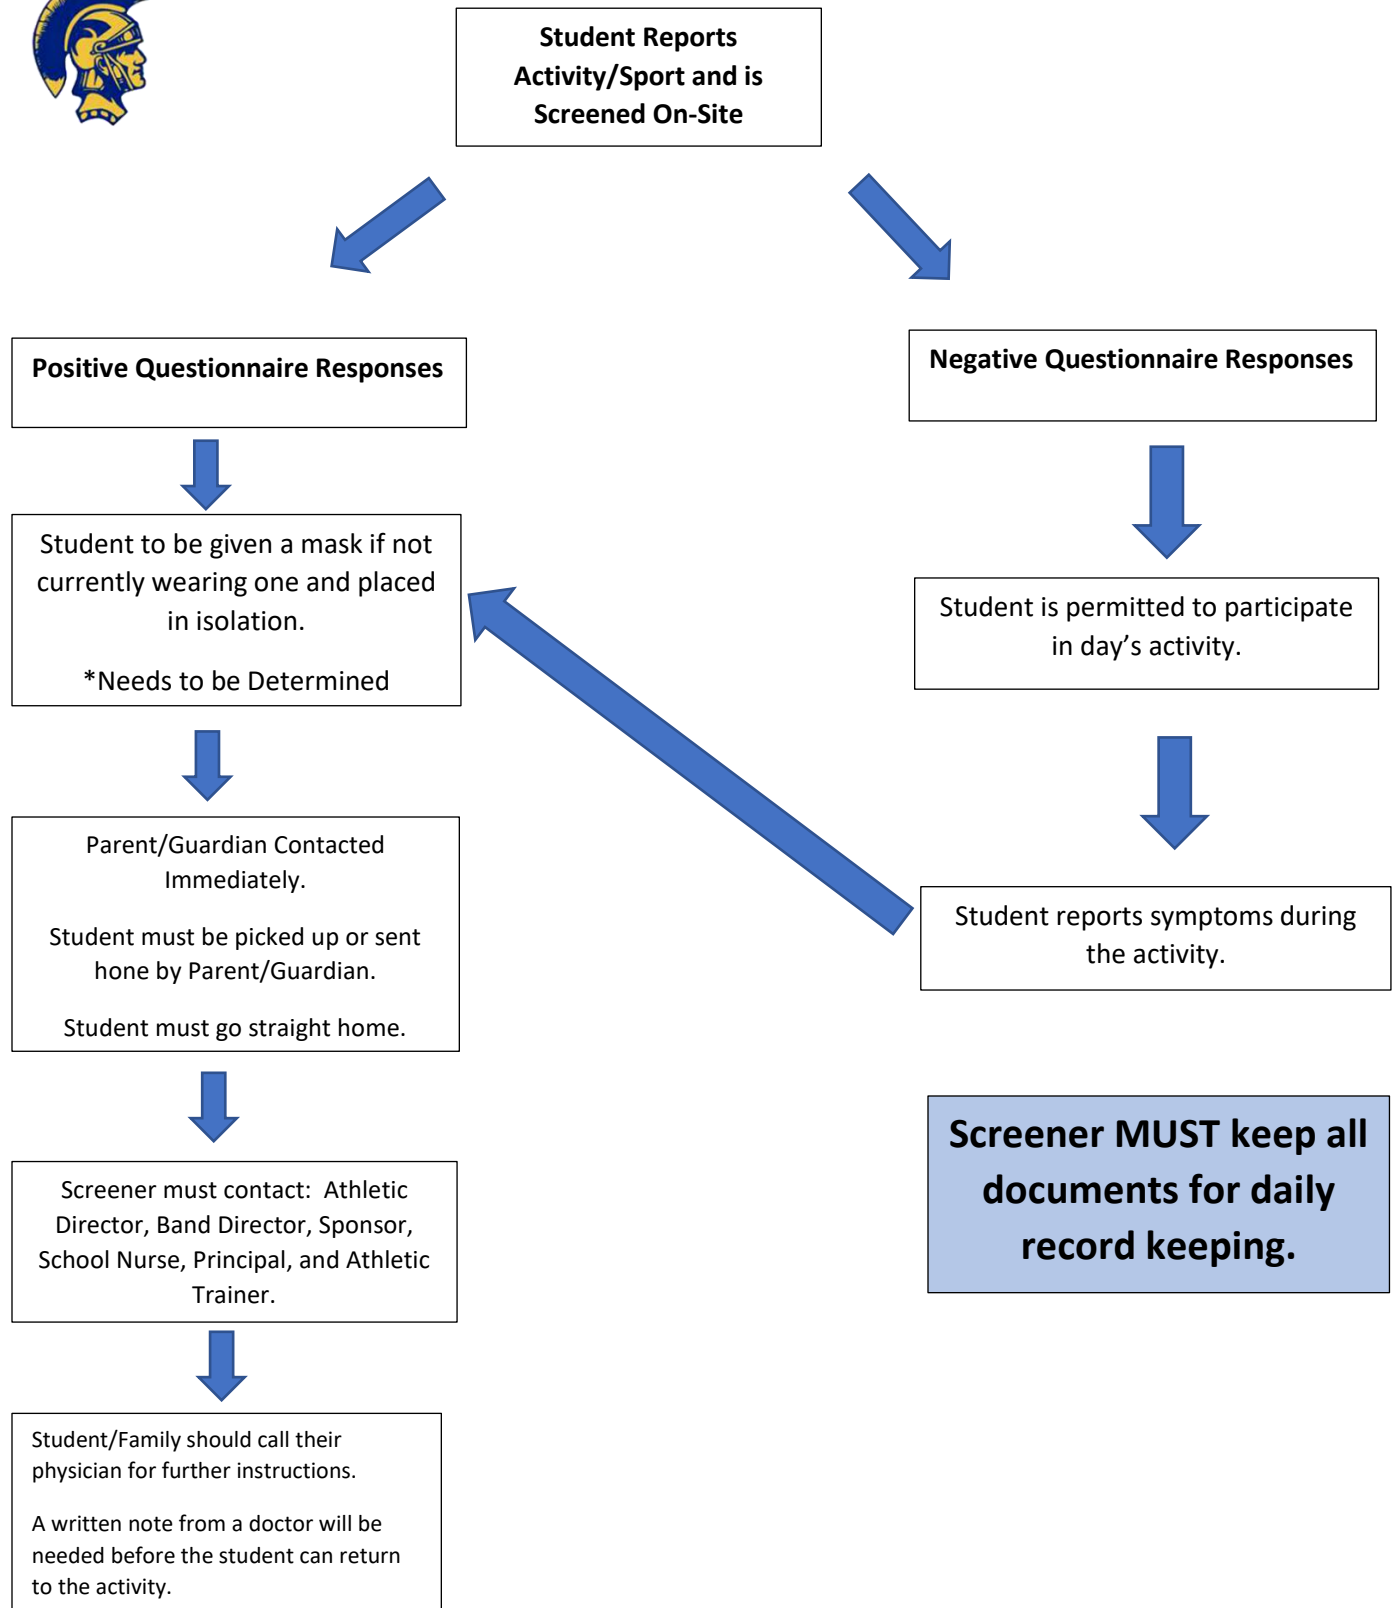 Student Reports
Activity/Sport and is
Screened On-Site
Positive Questionnaire Responses
Negative Questionnaire Responses
Student to be given a mask if not
currently wearing one and placed
in isolation.
*Needs to be Determined
Student is permitted to participate
in day’s activity.
Parent/Guardian Contacted
Immediately.
Student must be picked up or sent
hone by Parent/Guardian.
Student must go straight home.
Student reports symptoms during
the activity.
Screener MUST keep all
documents for daily
record keeping.
Screener must contact:  Athletic
Director, Band Director, Sponsor,
School Nurse, Principal, and Athletic
Trainer.
Student/Family should call their
physician for further instructions.
A written note from a doctor will be
needed before the student can return
to the activity.